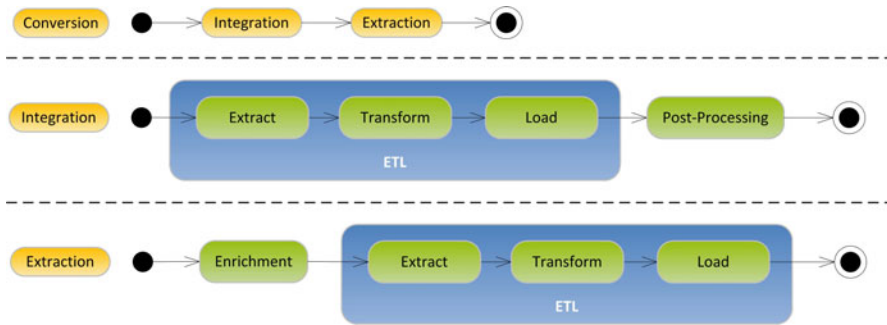 Conversion Integration Extraction
Integration Extract Transform Load Post-Processing
ETL
Extraction Enrichment Extract Transform Load
ETL